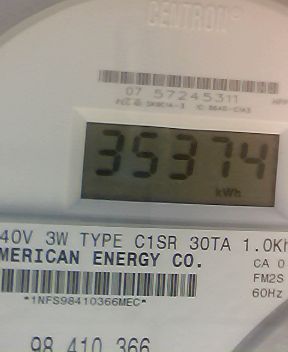 CENTRON®
07 57245311
35374
kWh
40V 3W TYPE C1SR 30TA 1.0Kh
MERICAN ENERGY CO.
CA 0
FM2S
60Hz
*1NFS98410366MEC*
98 410 366